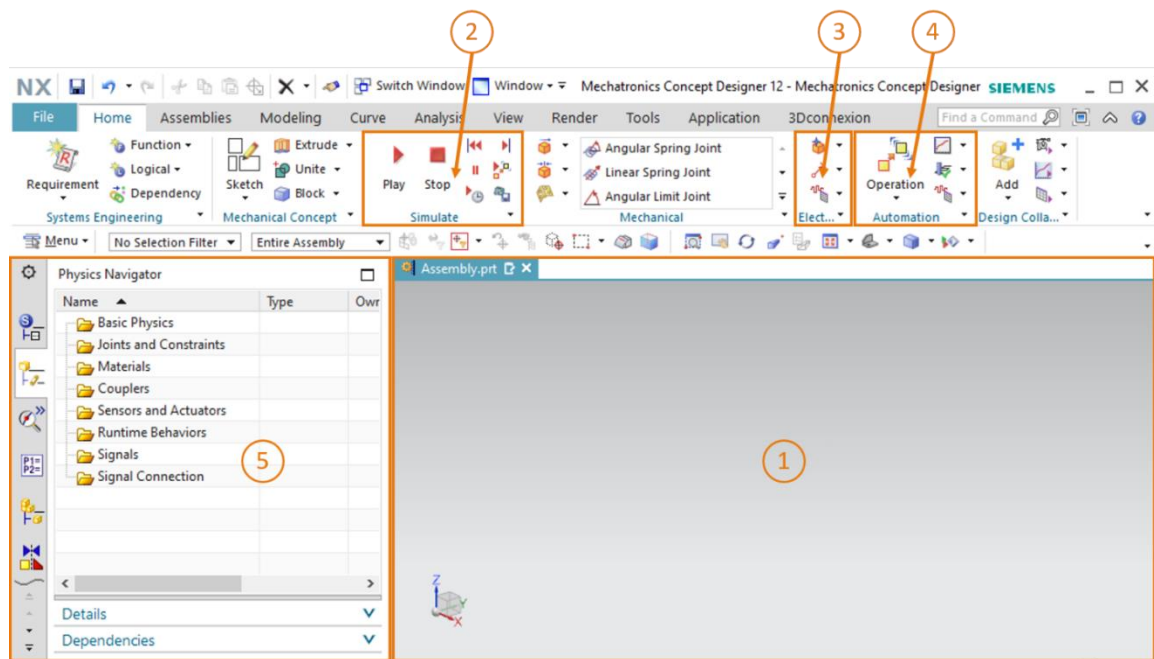 2
3
4
NX Switch Window Window Mechatronics Concept Designer 12 - Mechatronics Concept Designer SIEMENS
File Home Assemblies Modeling Curve Analysis View Render Tools Application 3Dconnexion Find a Command
Function Extrude Angular Spring Joint
Logical Unite Linear Spring Joint
Requirement Dependency Sketch Block Play Stop Angular Limit Joint Operation Add
Systems Engineering Mechanical Concept Simulate Mechanical Elect... Automation Design Colla...
Menu No Selection Filter Entire Assembly
Physics Navigator
Assembly.prt
Name Type Owr
Basic Physics
Joints and Constraints
Materials
Couplers
Sensors and Actuators
Runtime Behaviors
Signals
Signal Connection
P1=
P2=
5
1
Details
Dependencies
Z
Y
X